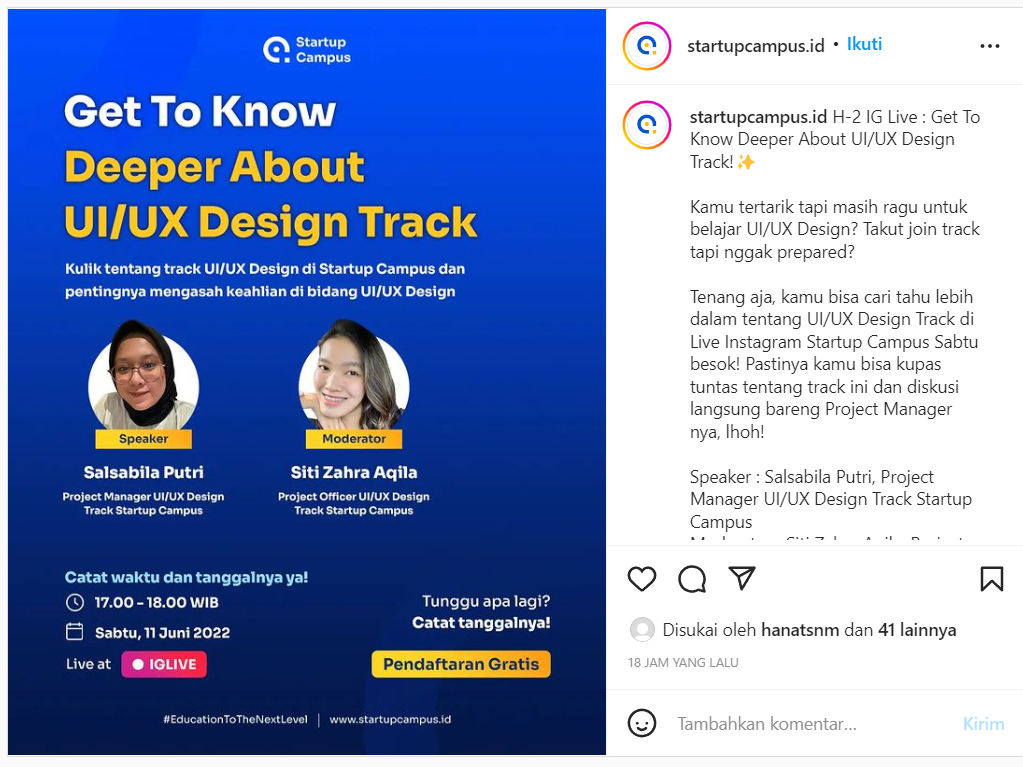 Startup
Campus
Get To Know
Deeper About
UI/UX Design Track
Kulik tentang track UI/UX Design di Startup Campus dan
pentingnya mengasah keahlian di bidang UI/UX Design
Speaker
Salsabila Putri
Project Manager UI/UX Design
Track Startup Campus
Moderator
Siti Zahra Aqila
Project Officer UI/UX Design
Track Startup Campus
Catat waktu dan tanggalnya ya!
17.00 - 18.00 WIB
Sabtu, 11 Juni 2022
Live at IGLIVE
Tunggu apa lagi?
Catat tanggalnya!
Pendaftaran Gratis
#EducationToTheNextLevel | www.startupcampus.id
startupcampus.id • Ikuti
startupcampus.id H-2 IG Live : Get To
Know Deeper About UI/UX Design
Track!✨
Kamu tertarik tapi masih ragu untuk
belajar UI/UX Design? Takut join track
tapi nggak prepared?
Tenang aja, kamu bisa cari tahu lebih
dalam tentang UI/UX Design Track di
Live Instagram Startup Campus Sabtu
besok! Pastinya kamu bisa kupas
tuntas tentang track ini dan diskusi
langsung bareng Project Manager
nya, lhoh!
Speaker : Salsabila Putri, Project
Manager UI/UX Design Track Startup
Campus
Disukai oleh hanatsnm dan 41 lainnya
18 JAM YANG LALU
Tambahkan komentar...
Kirim